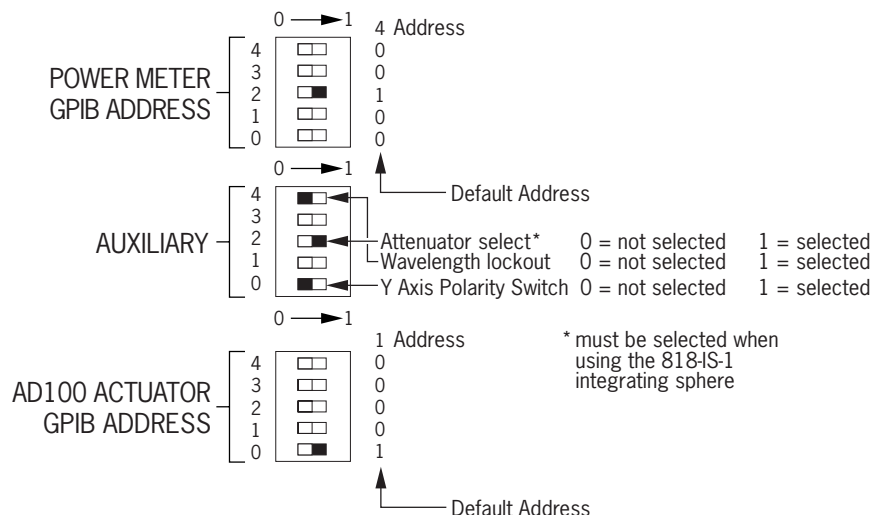 0 1
4 Address
POWER METER
GPIB ADDRESS
4 0
3 0
2 1
1 0
0 0
Default Address
0 1
AUXILIARY
4
3
2 Attenuator select* 0 = not selected 1 = selected
1 Wavelength lockout 0 = not selected 1 = selected
0 Y Axis Polarity Switch 0 = not selected 1 = selected
0 1
1 Address
* must be selected when
using the 818-IS-1
integrating sphere
AD100 ACTUATOR
GPIB ADDRESS
4 0
3 0
2 0
1 0
0 1
Default Address